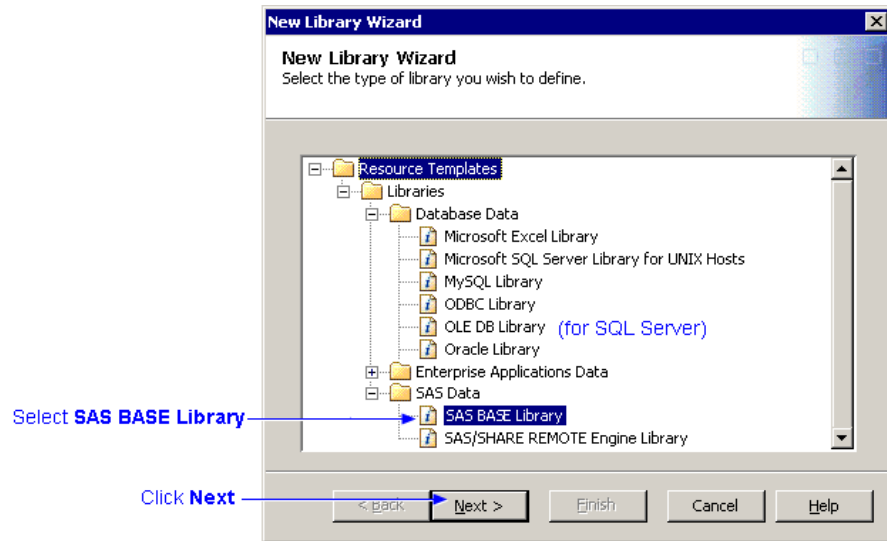 New Library Wizard
New Library Wizard
Select the type of library you wish to define.
Resource Templates
Libraries
Database Data
Microsoft Excel Library
Microsoft SQL Server Library for UNIX Hosts
MySQL Library
ODBC Library
OLE DB Library (for SQL Server)
Oracle Library
Enterprise Applications Data
SAS Data
Select SAS BASE Library
SAS BASE Library
SAS/SHARE REMOTE Engine Library
Click Next
< Back Next > Finish Cancel Help